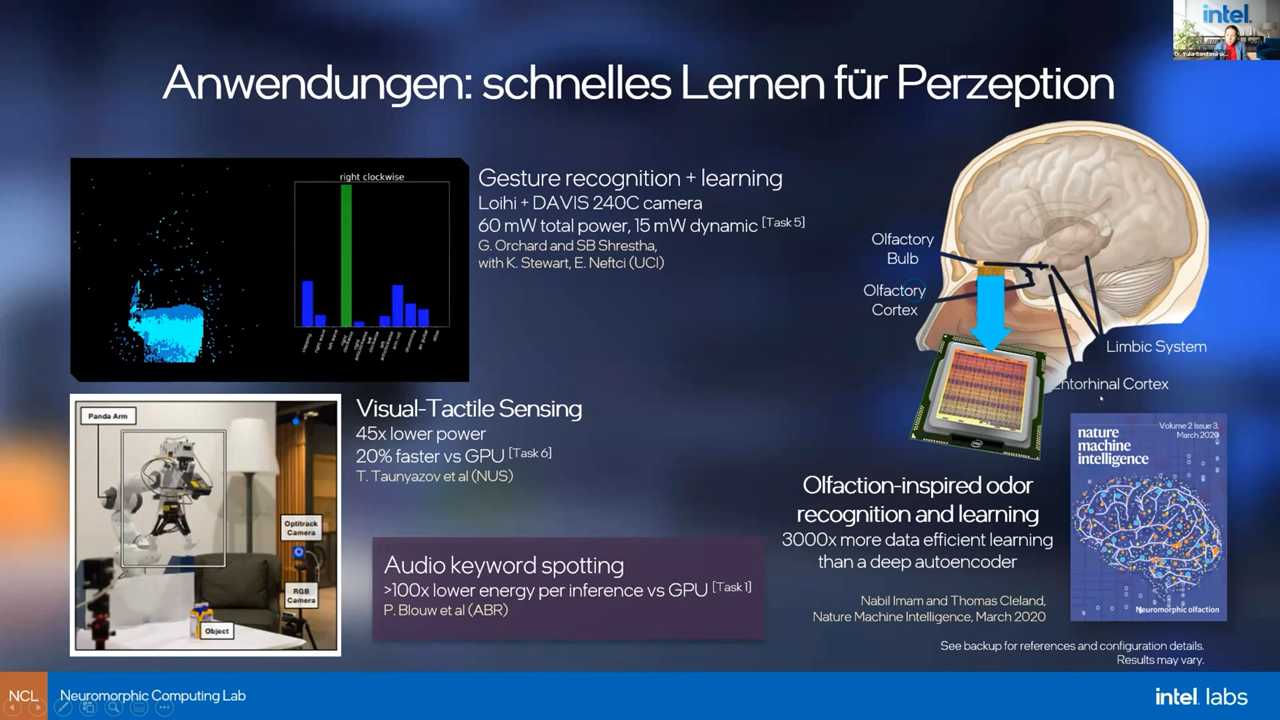 intel.
Anwendungen: schnelles Lernen für Perzeption
right clockwise
Gesture recognition + learning
Loihi + DAVIS 240C camera
60 mW total power, 15 mW dynamic [Task 5]
G. Orchard and SB Shrestha,
with K. Stewart, E. Neftci (UCI)
Olfactory
Bulb
Olfactory
Cortex
Limbic System
Entorhinal Cortex
Panda Arm
Optitrack
Camera
RGB
Camera
Object
Visual-Tactile Sensing
45x lower power
20% faster vs GPU [Task 6]
T. Taunyazov et al (NUS)
Audio keyword spotting
>100x lower energy per inference vs GPU [Task 1]
P. Blouw et al (ABR)
Olfaction-inspired odor
recognition and learning
3000x more data efficient learning
than a deep autoencoder
Nabil Imam and Thomas Cleland,
Nature Machine Intelligence, March 2020
Volume 2 Issue 3,
March 2020
nature
machine
intelligence
Neuromorphic olfaction
See backup for references and configuration details.
Results may vary.
NCL
Neuromorphic Computing Lab
intel. labs